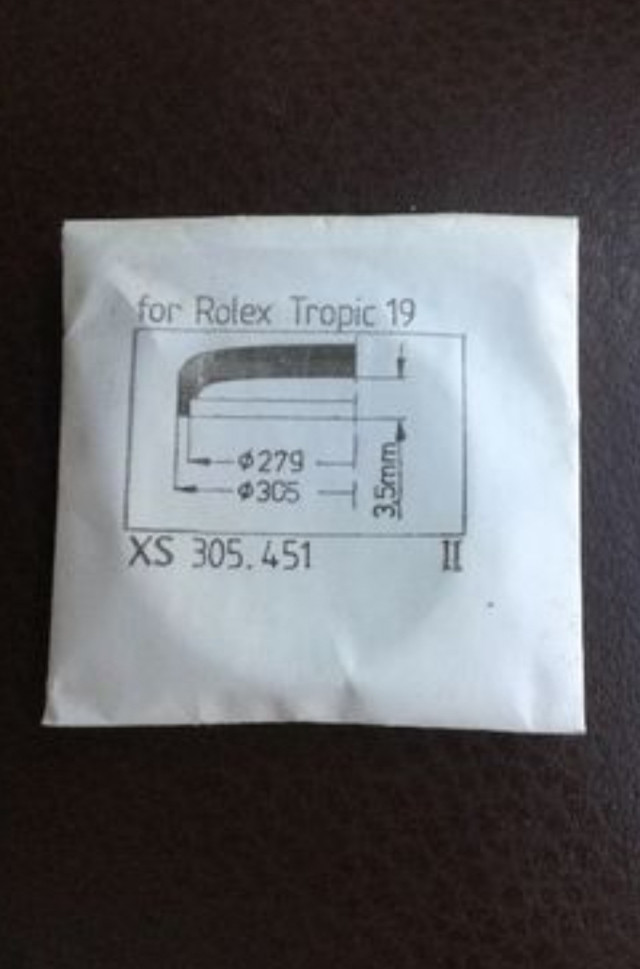 for Rolex Tropic 19
ϕ279
ϕ305
3,5mm
XS 305.451 II